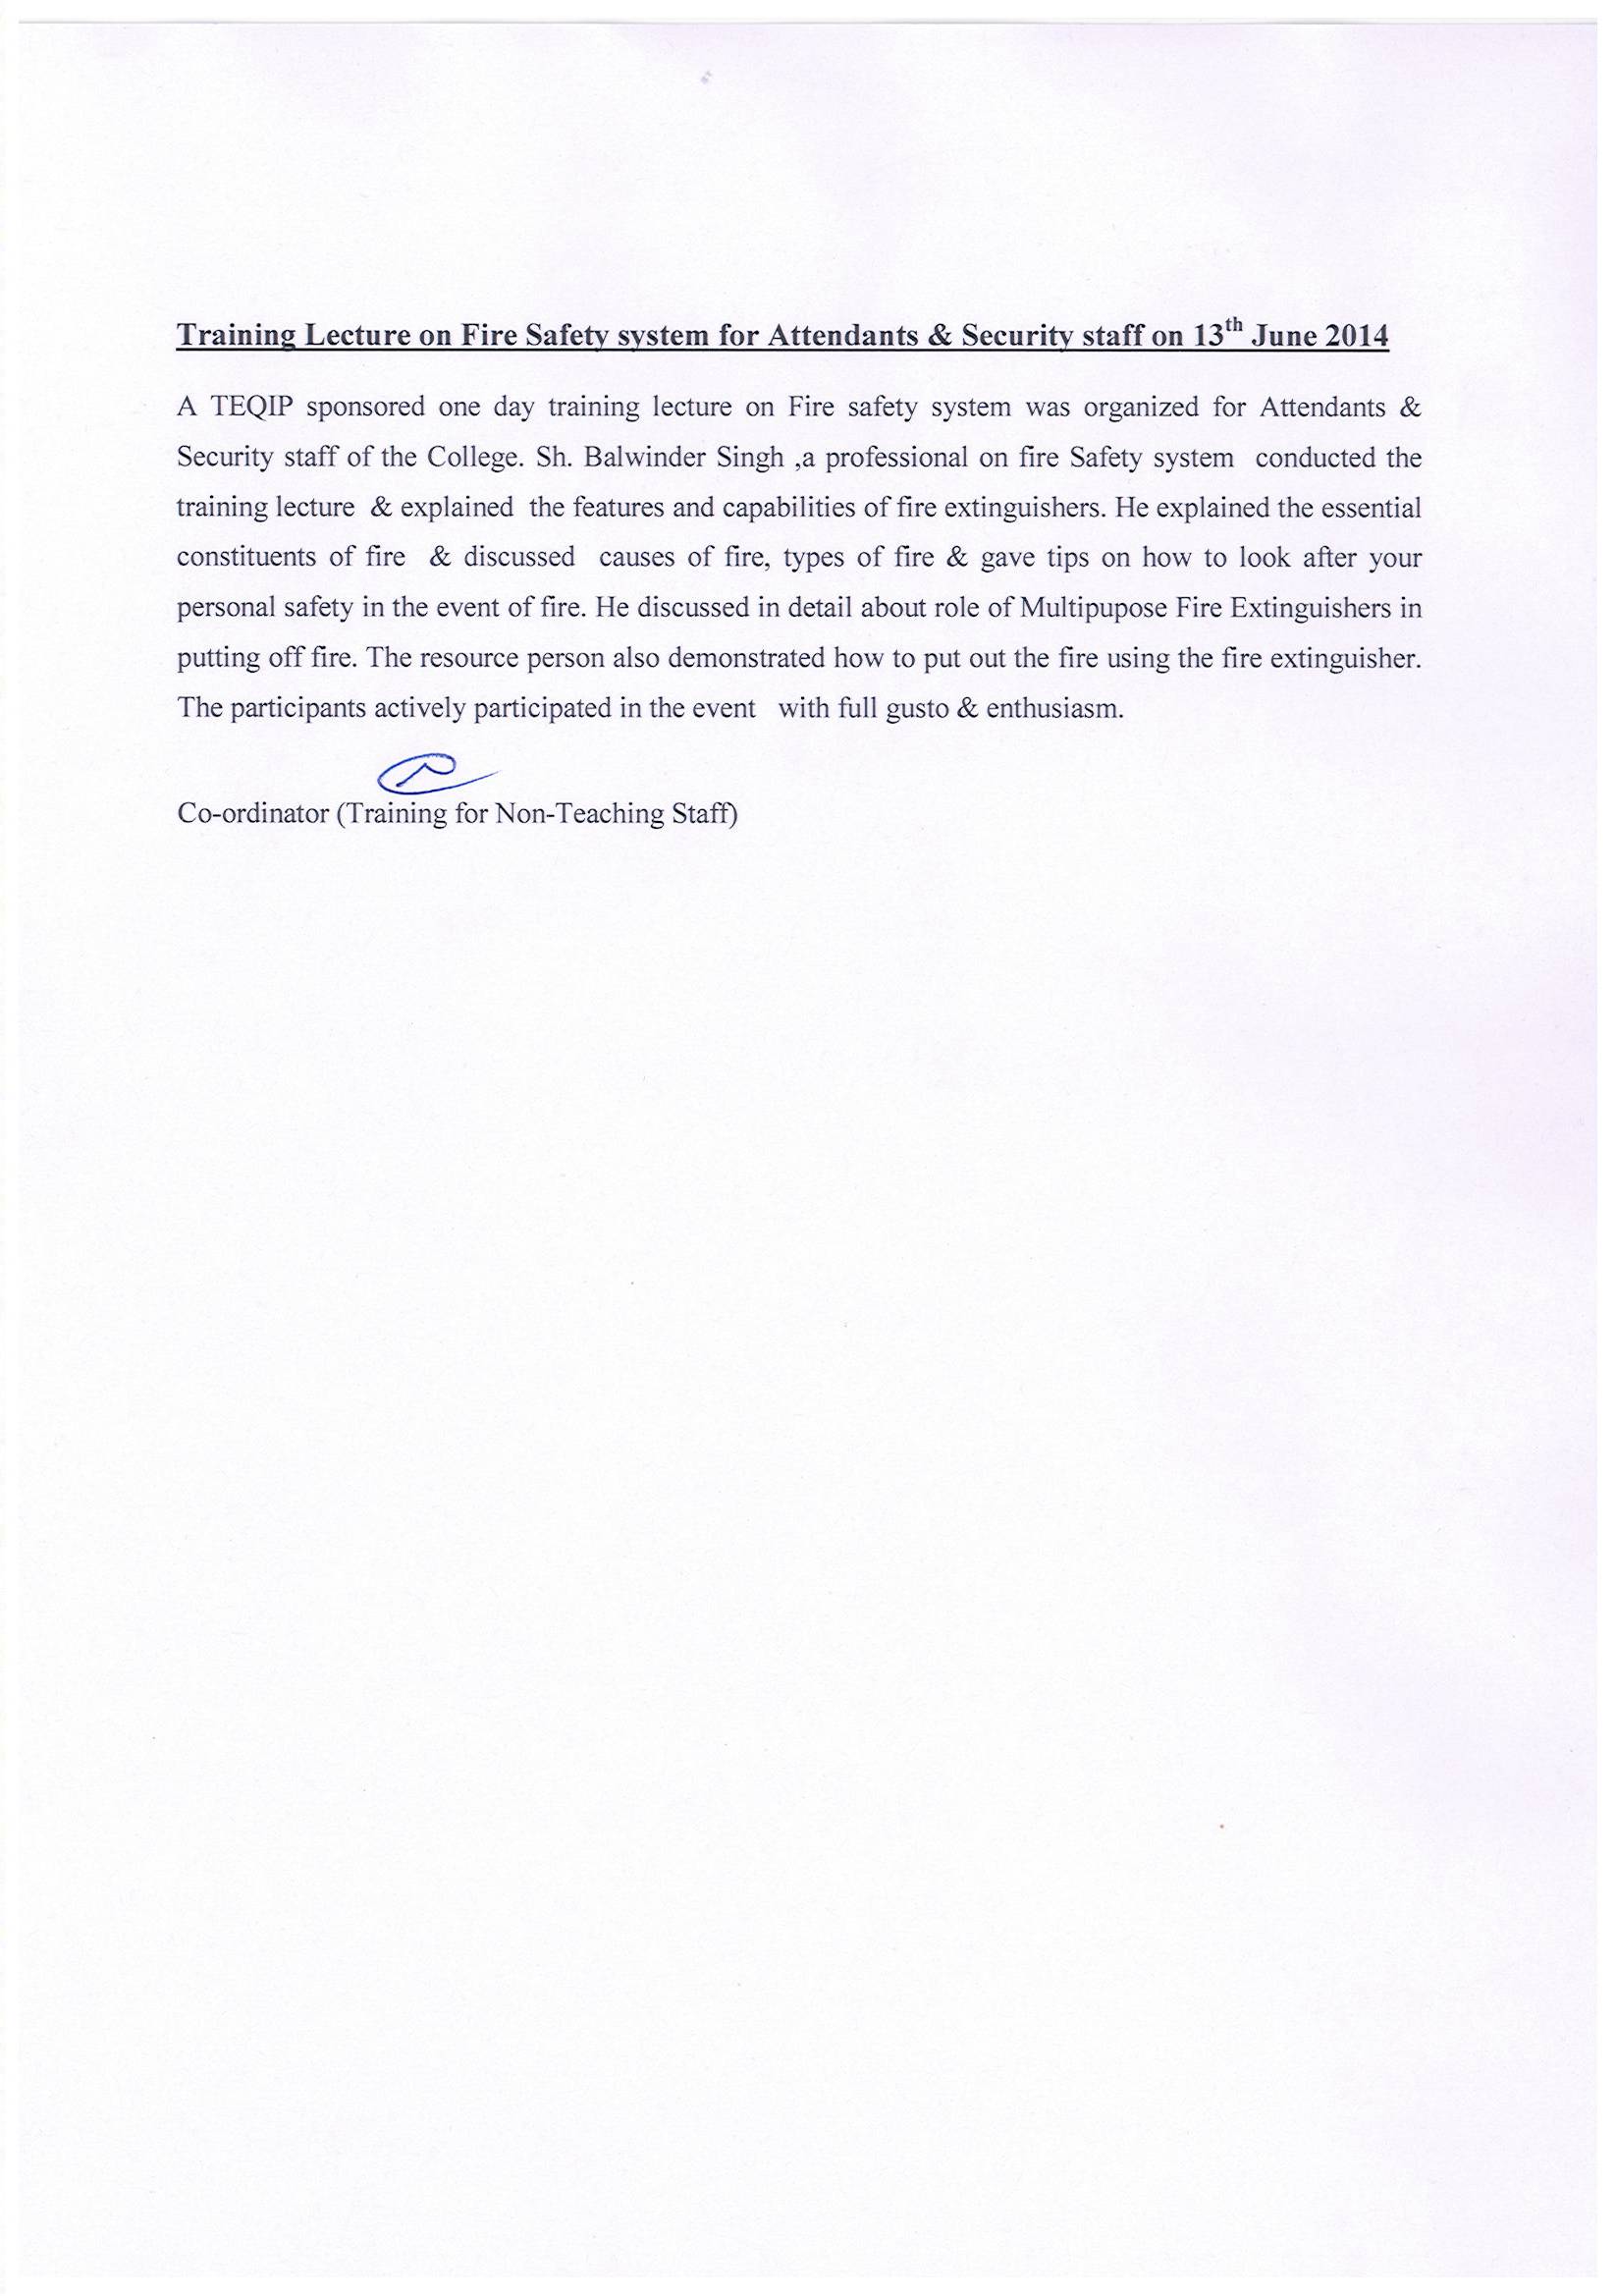 Training Lecture on Fire Safety system for Attendants & Security staff on 13th June 2014
A TEQIP sponsored one day training lecture on Fire safety system was organized for Attendants &
Security staff of the College. Sh. Balwinder Singh ,a professional on fire Safety system conducted the
training lecture & explained the features and capabilities of fire extinguishers. He explained the essential
constituents of fire & discussed causes of fire, types of fire & gave tips on how to look after your
personal safety in the event of fire. He discussed in detail about role of Multipupose Fire Extinguishers in
putting off fire. The resource person also demonstrated how to put out the fire using the fire extinguisher.
The participants actively participated in the event with full gusto & enthusiasm.
Co-ordinator (Training for Non-Teaching Staff)